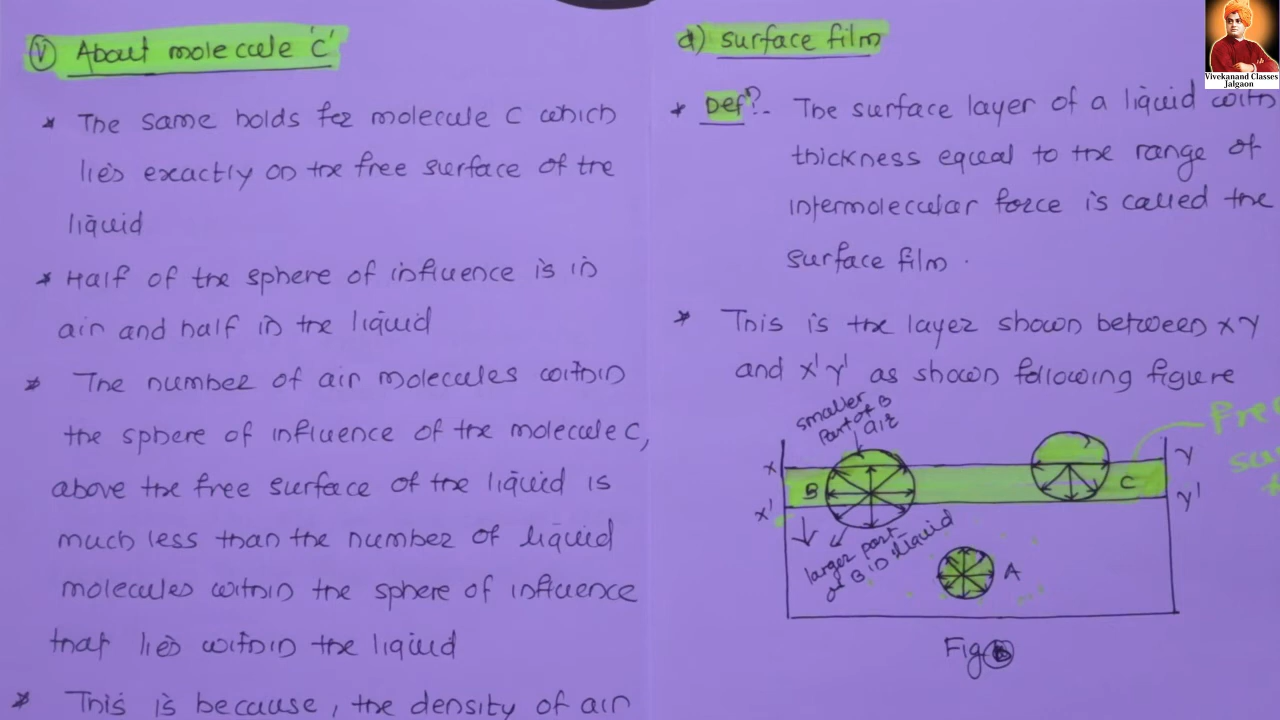 (V) About molecule 'C'
* The same holds for molecule C which
lies exactly on the free surface of the
liquid
* Half of the sphere of influence is in
air and half in the liquid
* The number of air molecules within
the sphere of influence of the molecule C,
above the free surface of the liquid is
much less than the number of liquid
molecules within the sphere of influence
that lies within the liquid
* This is because, the density of air
d) surface film
* Defn:- The surface layer of a liquid with
thickness equal to the range of
intermolecular force is called the
surface film.
* This is the layer shown between XY
and X'Y' as shown following figure
smaller
part of B
air
X
Y
B
C
X'
Y'
larger part
of B in liquid
A
Fig
Vivekanand Classes
Jalgaon